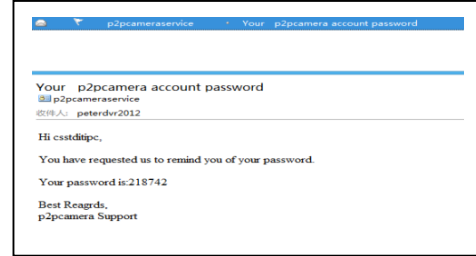 p2pcameraservice · Your p2pcamera account password
Your p2pcamera account password
p2pcameraservice
收件人: peterdvr2012
Hi csstditipc,
You have requested us to remind you of your password.
Your password is:218742
Best Reagrds,
p2pcamera Support